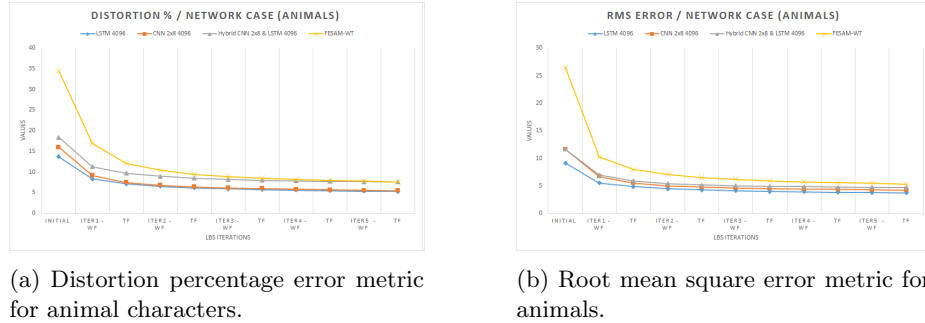 DISTORTION % / NETWORK CASE (ANIMALS)
LSTM 4096 CNN 2x8 4096 Hybrid CNN 2x8 & LSTM 4096 FESAM-WT
40
35
30
25
20
15
10
5
0
VALUES
INITIAL ITER1 - WF TF ITER2 - WF TF ITER3 - WF TF ITER4 - WF TF ITER5 - WF TF
LBS ITERATIONS
(a) Distortion percentage error metric
for animal characters.
RMS ERROR / NETWORK CASE (ANIMALS)
LSTM 4096 CNN 2x8 4096 Hybrid CNN 2x8 & LSTM 4096 FESAM-WT
30
25
20
15
10
5
0
VALUES
INITIAL ITER1 - WF TF ITER2 - WF TF ITER3 - WF TF ITER4 - WF TF ITER5 - WF TF
LBS ITERATIONS
(b) Root mean square error metric for
animals.